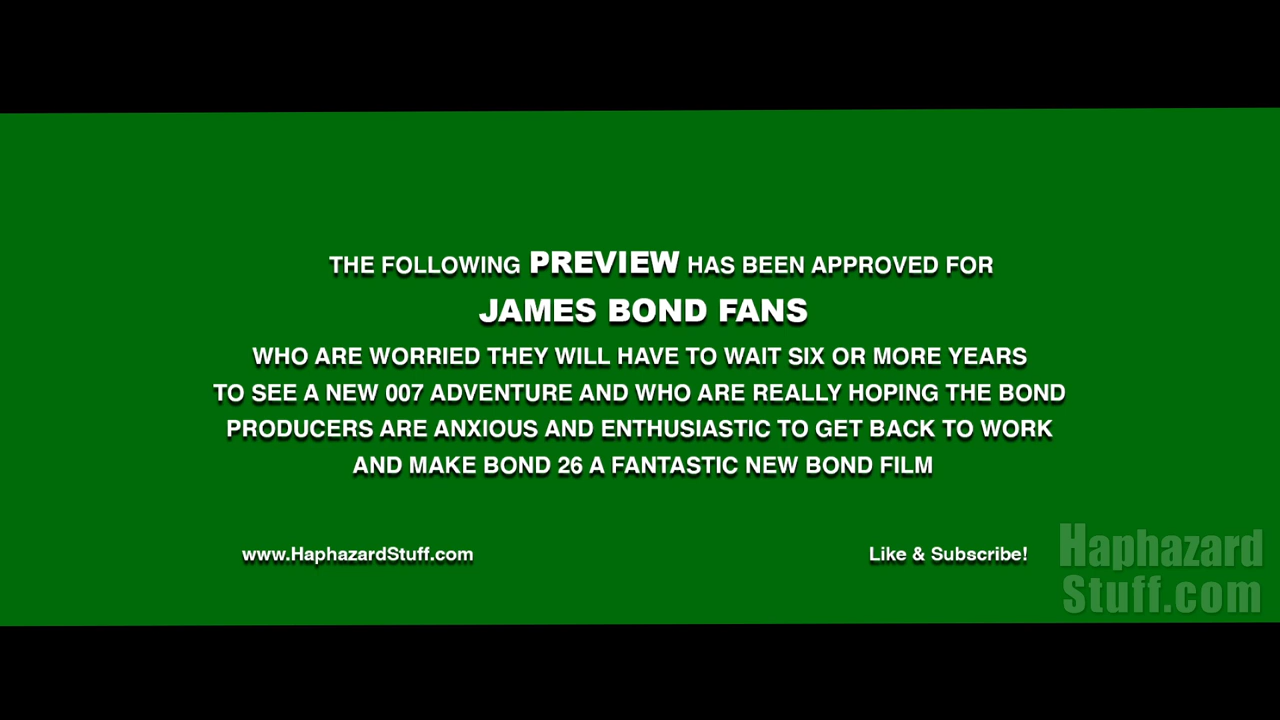 THE FOLLOWING PREVIEW HAS BEEN APPROVED FOR
JAMES BOND FANS
WHO ARE WORRIED THEY WILL HAVE TO WAIT SIX OR MORE YEARS
TO SEE A NEW 007 ADVENTURE AND WHO ARE REALLY HOPING THE BOND
PRODUCERS ARE ANXIOUS AND ENTHUSIASTIC TO GET BACK TO WORK
AND MAKE BOND 26 A FANTASTIC NEW BOND FILM
www.HaphazardStuff.com
Like & Subscribe!
Haphazard
Stuff.com